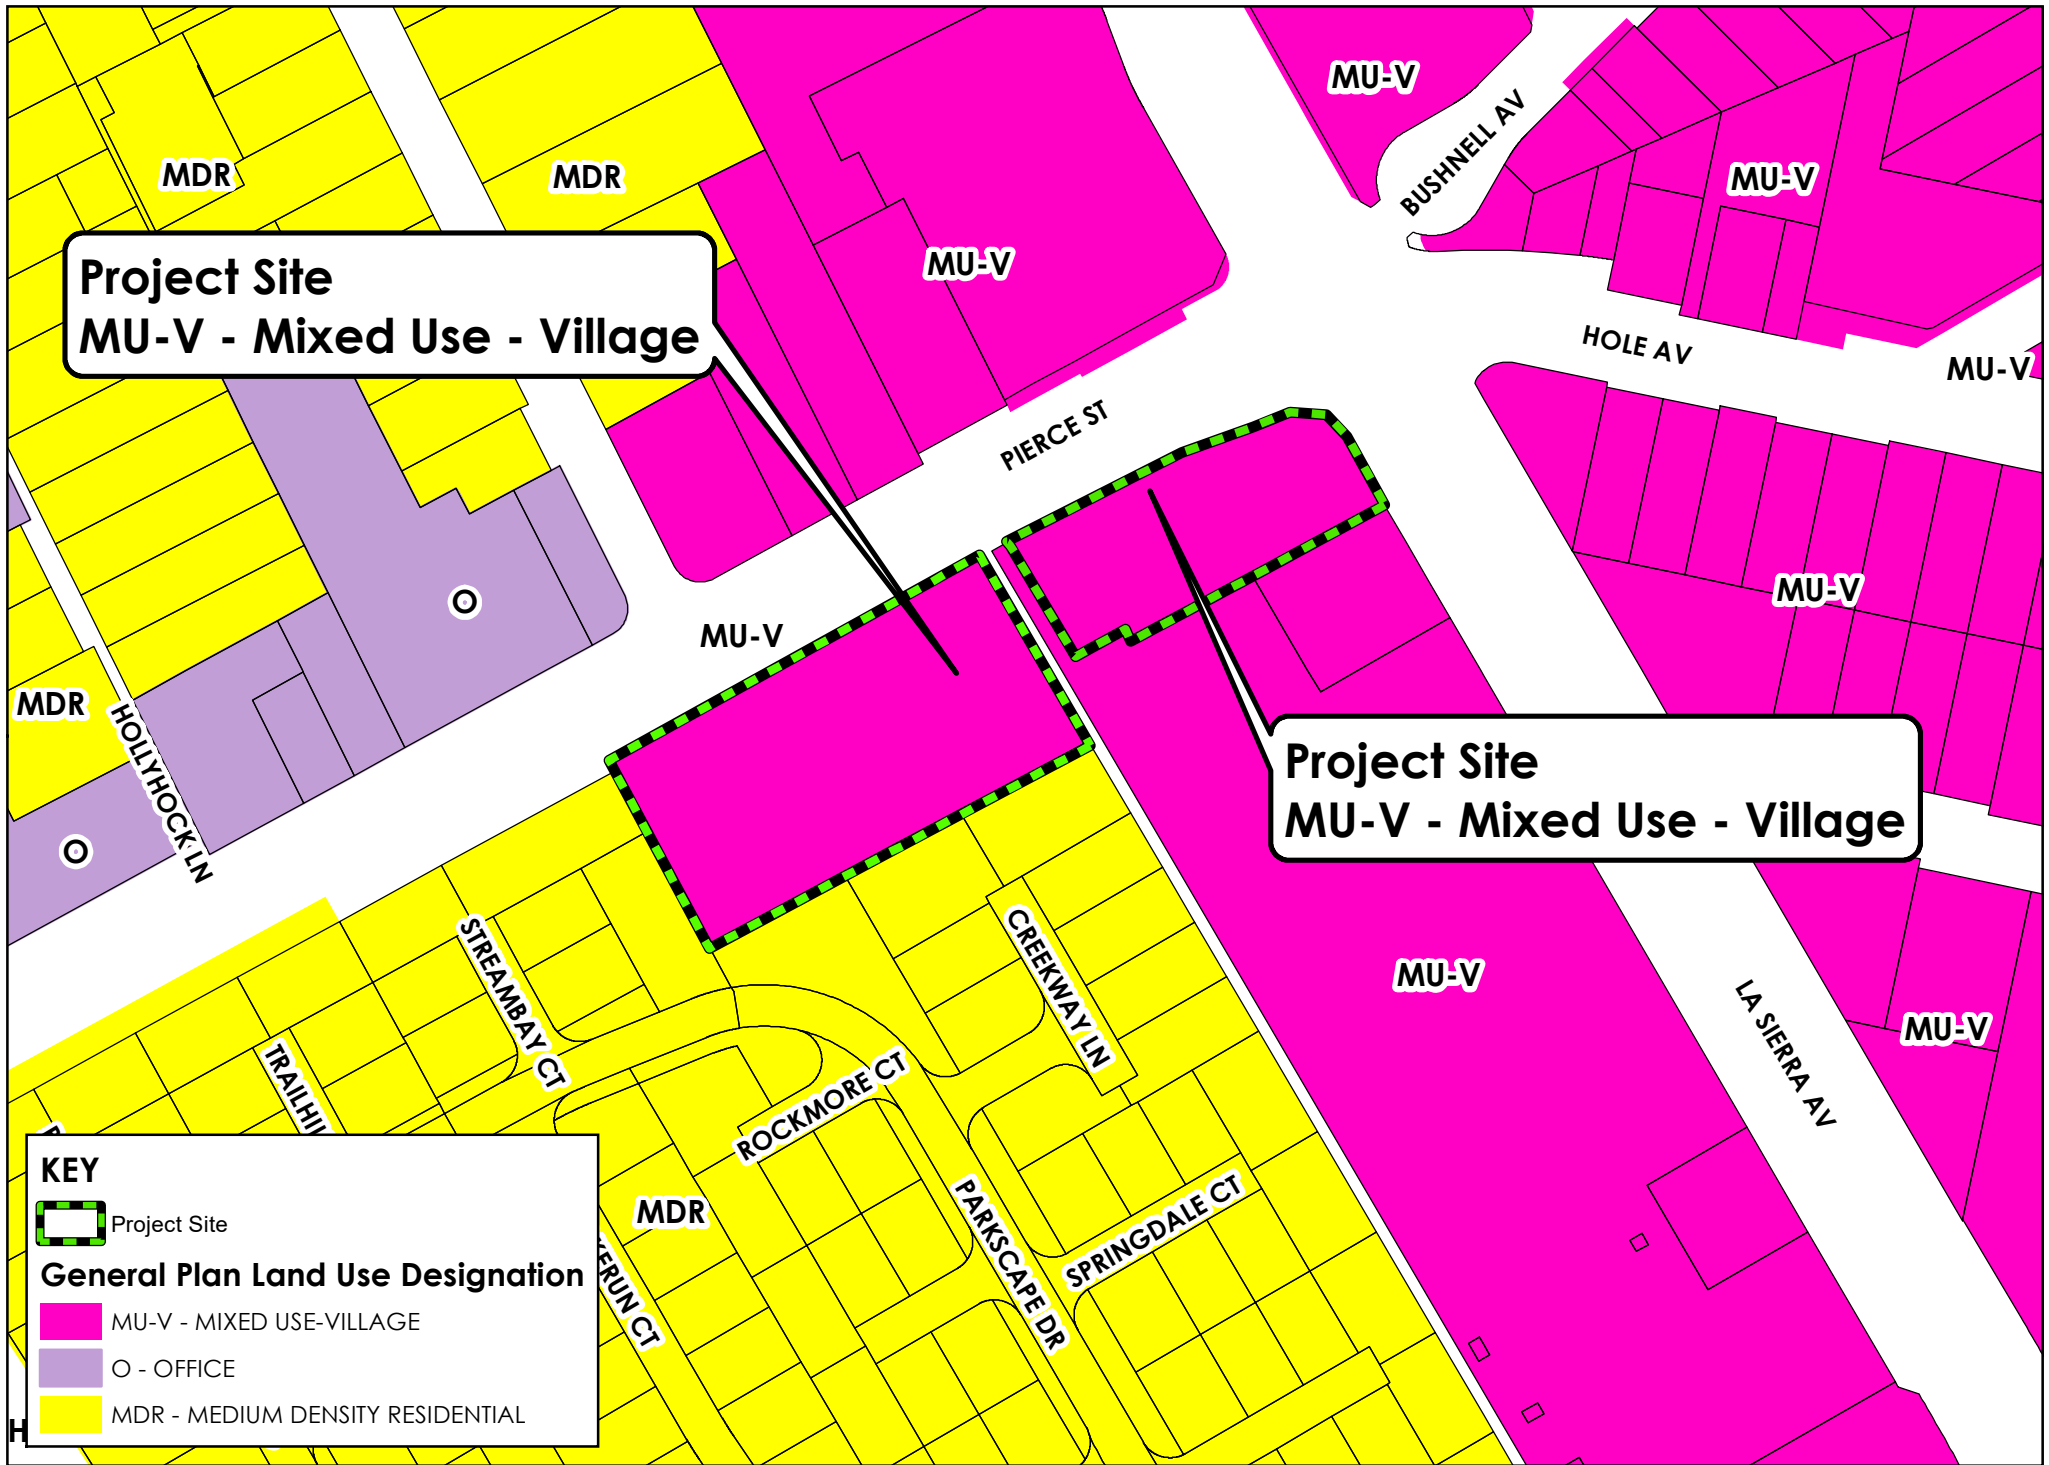 MU-V
BUSHNELL AV
MDR
MDR
MU-V
MU-V
Project Site
MU-V - Mixed Use - Village
HOLE AV
MU-V
PIERCE ST
MU-V
O
MU-V
MDR
HOLLYHOCK LN
Project Site
MU-V - Mixed Use - Village
O
STREAMBAY CT
CREEKWAY LN
MU-V
LA SIERRA AV
MU-V
ROCKMORE CT
PARKSCAPE DR
SPRINGDALE CT
MDR
KEY
Project Site
General Plan Land Use Designation
MU-V - MIXED USE-VILLAGE
O - OFFICE
MDR - MEDIUM DENSITY RESIDENTIAL